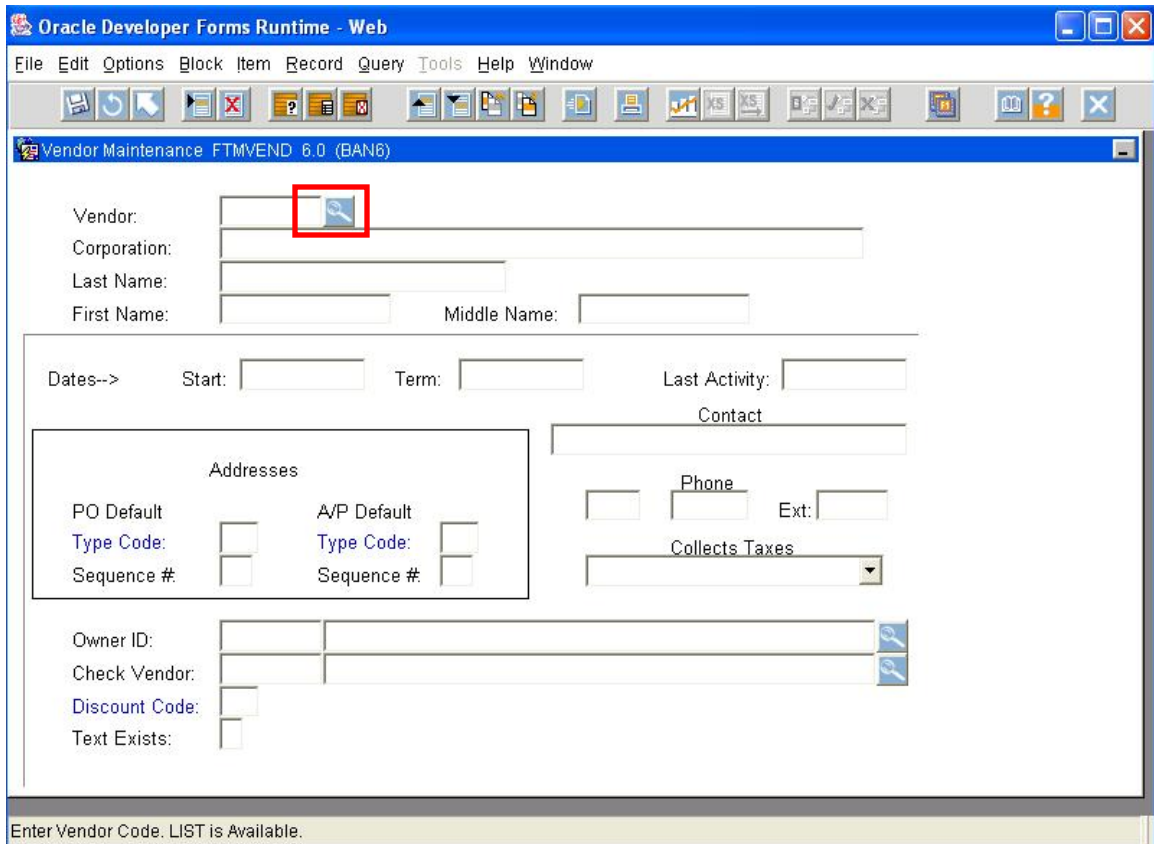 Oracle Developer Forms Runtime - Web
File Edit Options Block Item Record Query Tools Help Window
XS XS
Vendor Maintenance FTMVEND 6.0 (BAN6)
Vendor:
Corporation:
Last Name:
First Name: Middle Name:
Dates--> Start: Term: Last Activity:
Contact
Addresses
Phone
PO Default A/P Default Ext:
Type Code: Type Code:
Collects Taxes
Sequence #: Sequence #:
Owner ID:
Check Vendor:
Discount Code:
Text Exists:
Enter Vendor Code. LIST is Available.